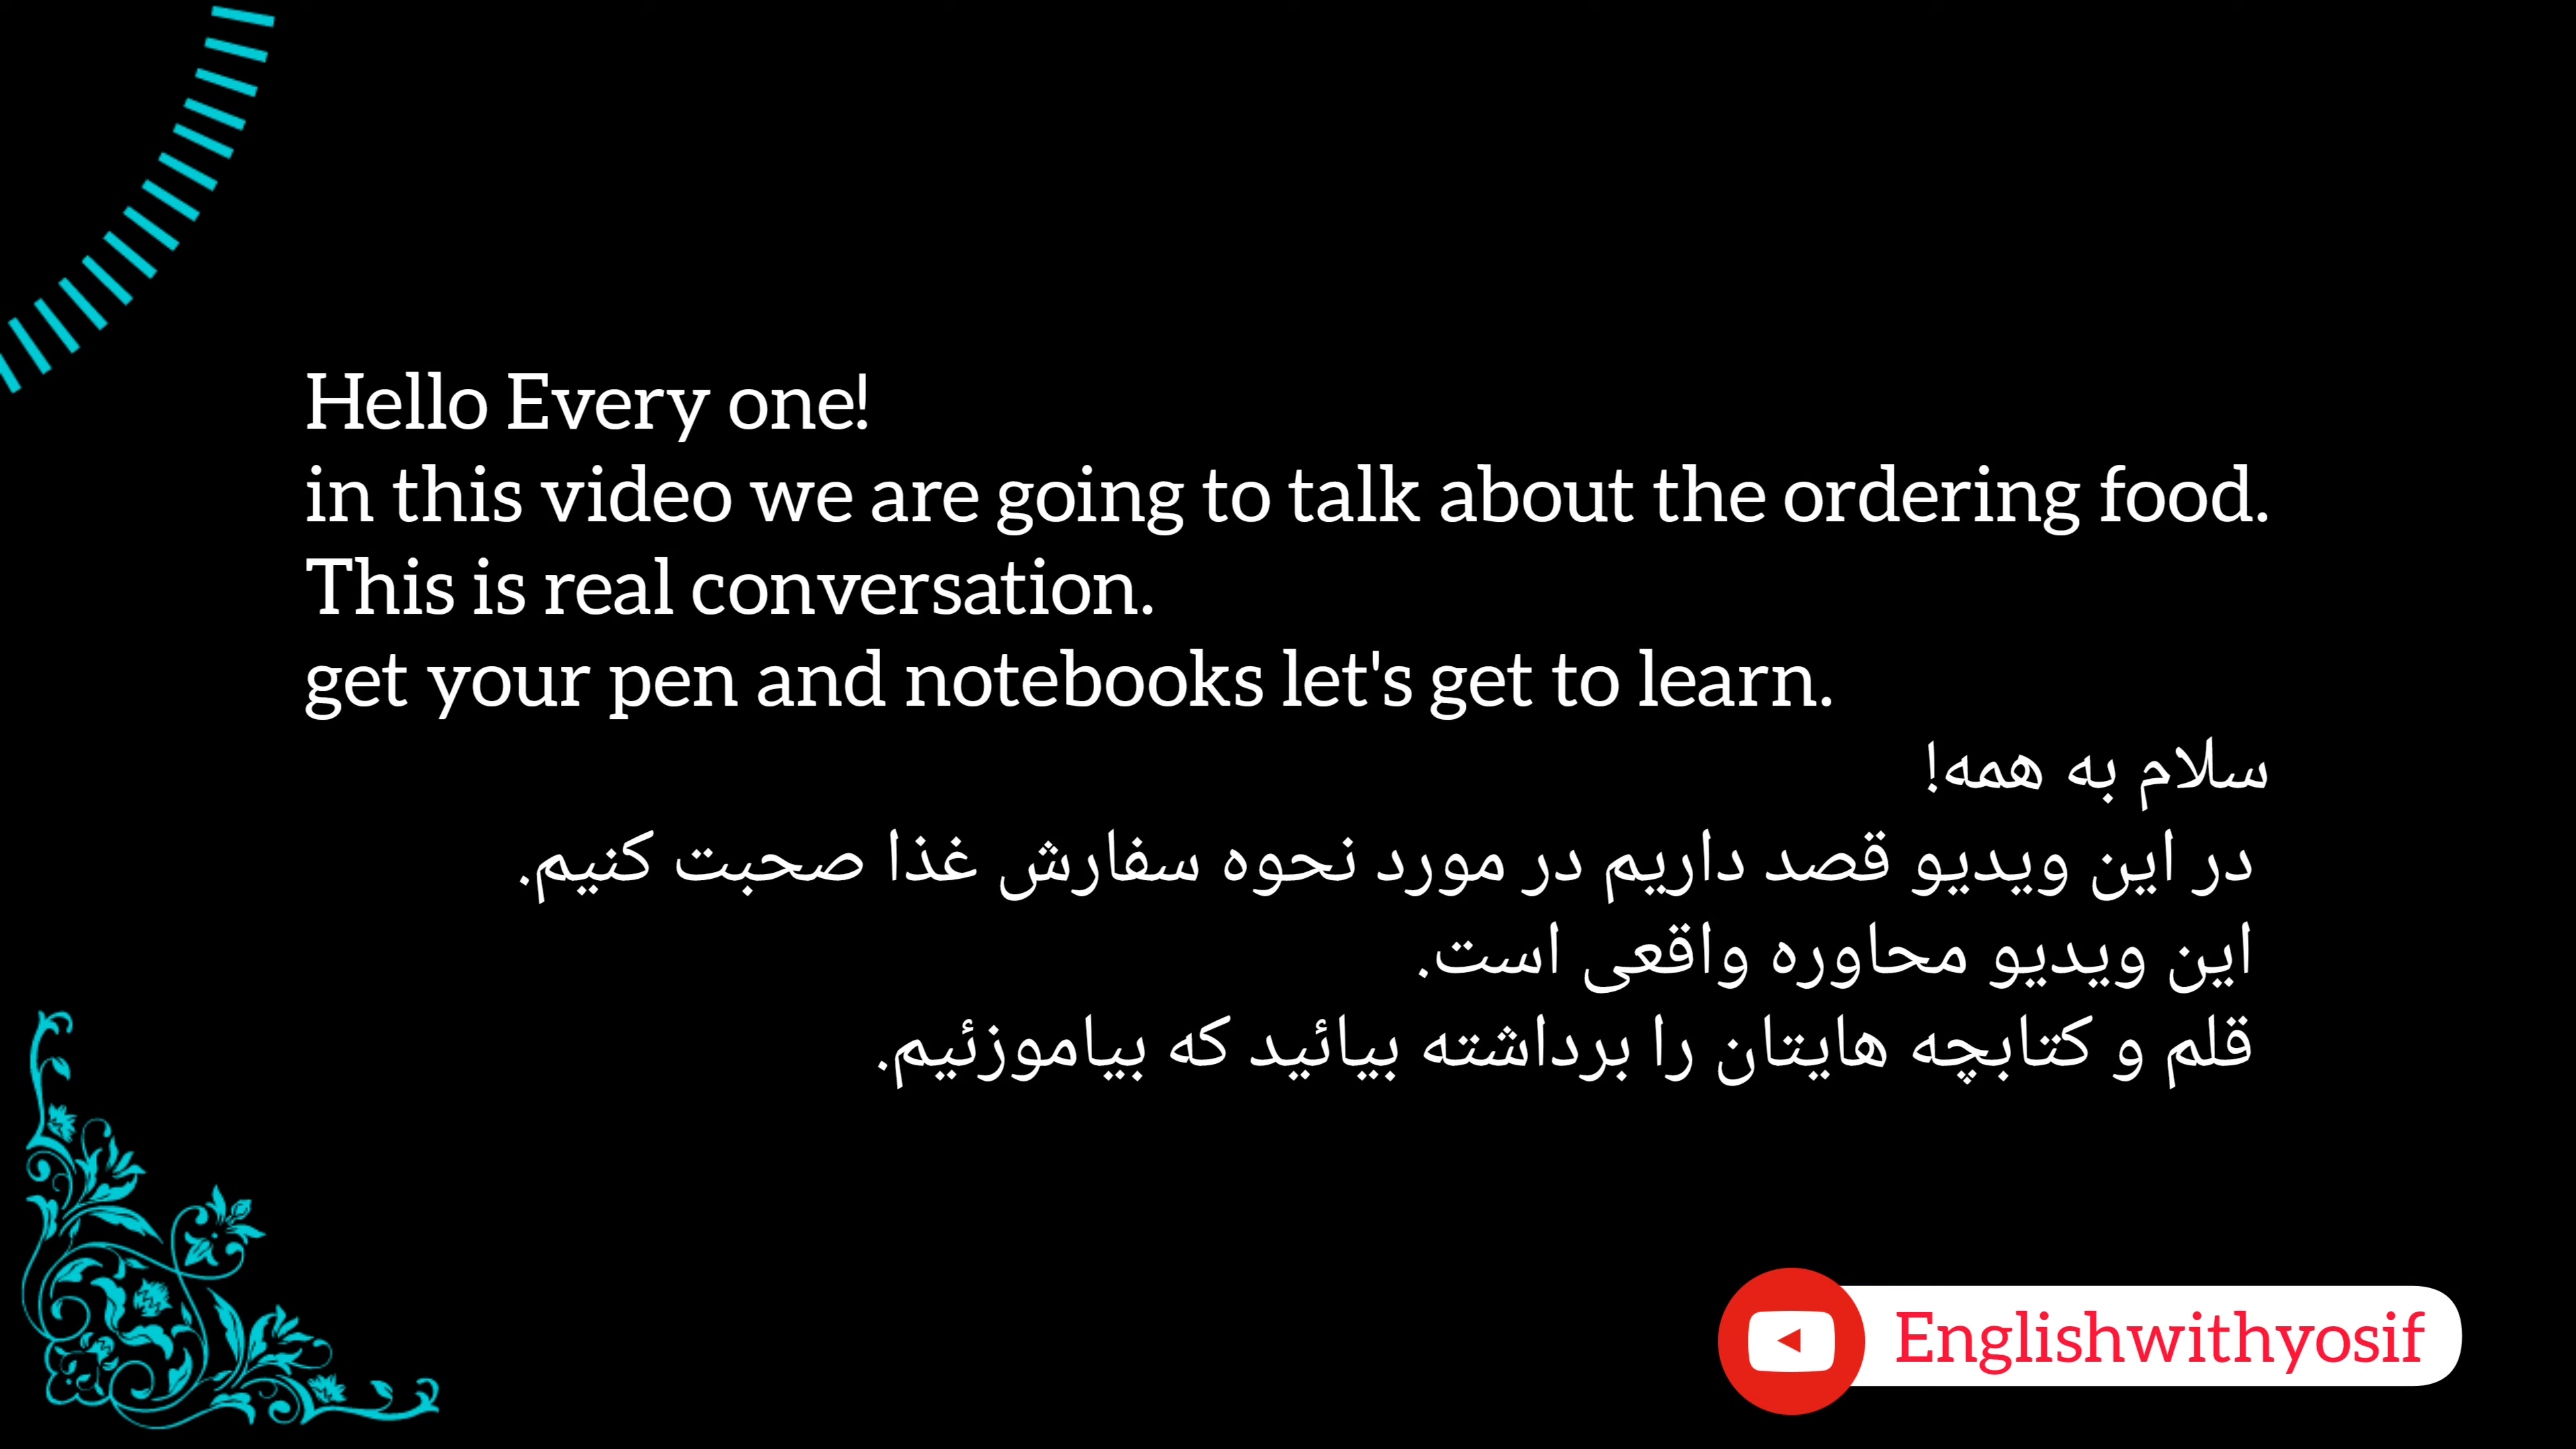 Hello Every one!
in this video we are going to talk about the ordering food.
This is real conversation.
get your pen and notebooks let's get to learn.
سلام به همه!
در این ویدیو قصد داریم در مورد نحوه سفارش غذا صحبت کنیم.
این ویدیو محاوره واقعی است.
قلم و کتابچه هایتان را برداشته بیائید که بیاموزئیم.
Englishwithyosif